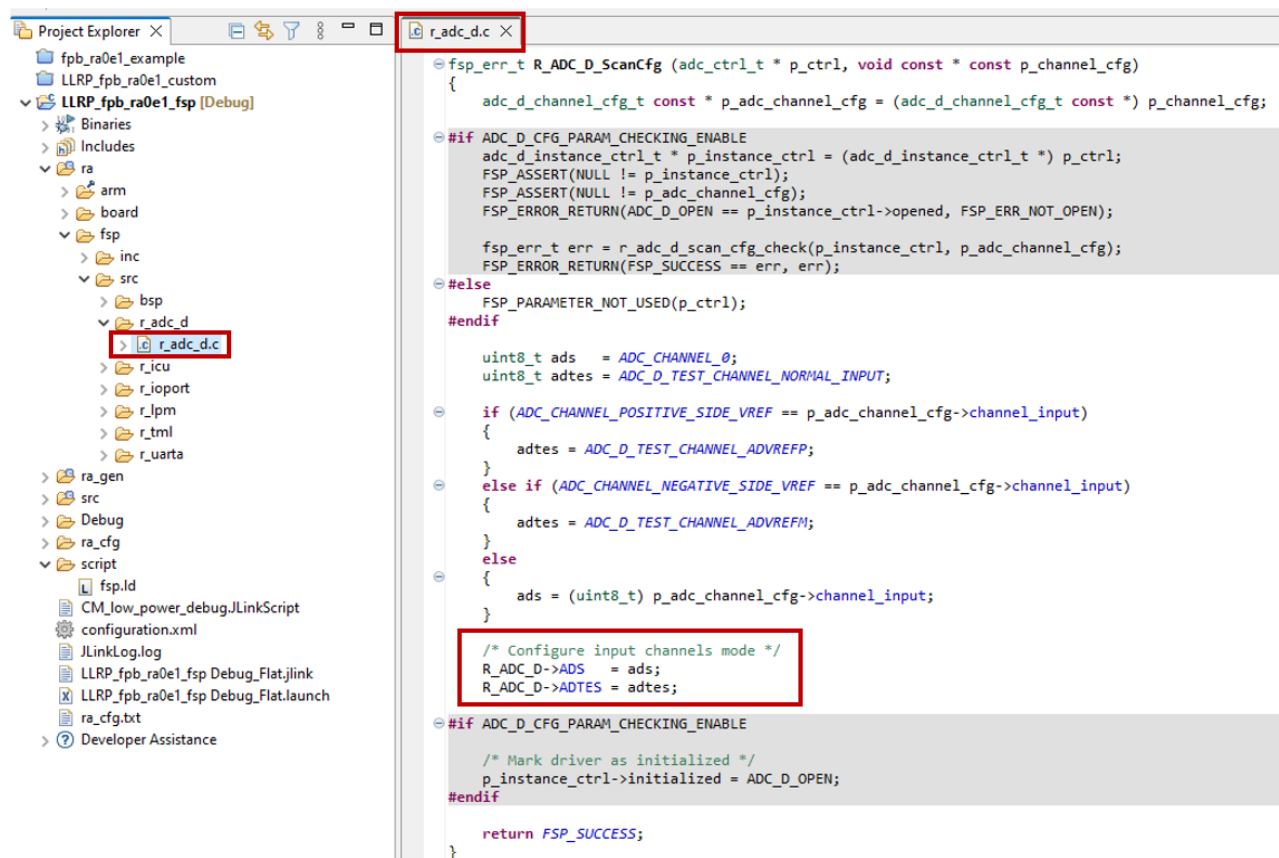 Project Explorer
fpb_ra0e1_example
LLRP_fpb_ra0e1_custom
LLRP_fpb_ra0e1_fsp [Debug]
Binaries
Includes
ra
arm
board
fsp
inc
src
bsp
r_adc_d
r_adc_d.c
r_icu
r_ioport
r_lpm
r_tml
r_uarta
ra_gen
src
Debug
ra_cfg
script
fsp.ld
CM_low_power_debug.JLinkScript
configuration.xml
JLinkLog.log
LLRP_fpb_ra0e1_fsp Debug_Flat.jlink
LLRP_fpb_ra0e1_fsp Debug_Flat.launch
ra_cfg.txt
Developer Assistance
r_adc_d.c
fsp_err_t R_ADC_D_ScanCfg (adc_ctrl_t * p_ctrl, void const * const p_channel_cfg)
{
adc_d_channel_cfg_t const * p_adc_channel_cfg = (adc_d_channel_cfg_t const *) p_channel_cfg;
#if ADC_D_CFG_PARAM_CHECKING_ENABLE
adc_d_instance_ctrl_t * p_instance_ctrl = (adc_d_instance_ctrl_t *) p_ctrl;
FSP_ASSERT(NULL != p_instance_ctrl);
FSP_ASSERT(NULL != p_adc_channel_cfg);
FSP_ERROR_RETURN(ADC_D_OPEN == p_instance_ctrl->opened, FSP_ERR_NOT_OPEN);
fsp_err_t err = r_adc_d_scan_cfg_check(p_instance_ctrl, p_adc_channel_cfg);
FSP_ERROR_RETURN(FSP_SUCCESS == err, err);
#else
FSP_PARAMETER_NOT_USED(p_ctrl);
#endif
uint8_t ads   = ADC_CHANNEL_0;
uint8_t adtes = ADC_D_TEST_CHANNEL_NORMAL_INPUT;
if (ADC_CHANNEL_POSITIVE_SIDE_VREF == p_adc_channel_cfg->channel_input)
{
adtes = ADC_D_TEST_CHANNEL_ADVREFP;
}
else if (ADC_CHANNEL_NEGATIVE_SIDE_VREF == p_adc_channel_cfg->channel_input)
{
adtes = ADC_D_TEST_CHANNEL_ADVREFM;
}
else
{
ads = (uint8_t) p_adc_channel_cfg->channel_input;
}
/* Configure input channels mode */
R_ADC_D->ADS   = ads;
R_ADC_D->ADTES = adtes;
#if ADC_D_CFG_PARAM_CHECKING_ENABLE
/* Mark driver as initialized */
p_instance_ctrl->initialized = ADC_D_OPEN;
#endif
return FSP_SUCCESS;
}